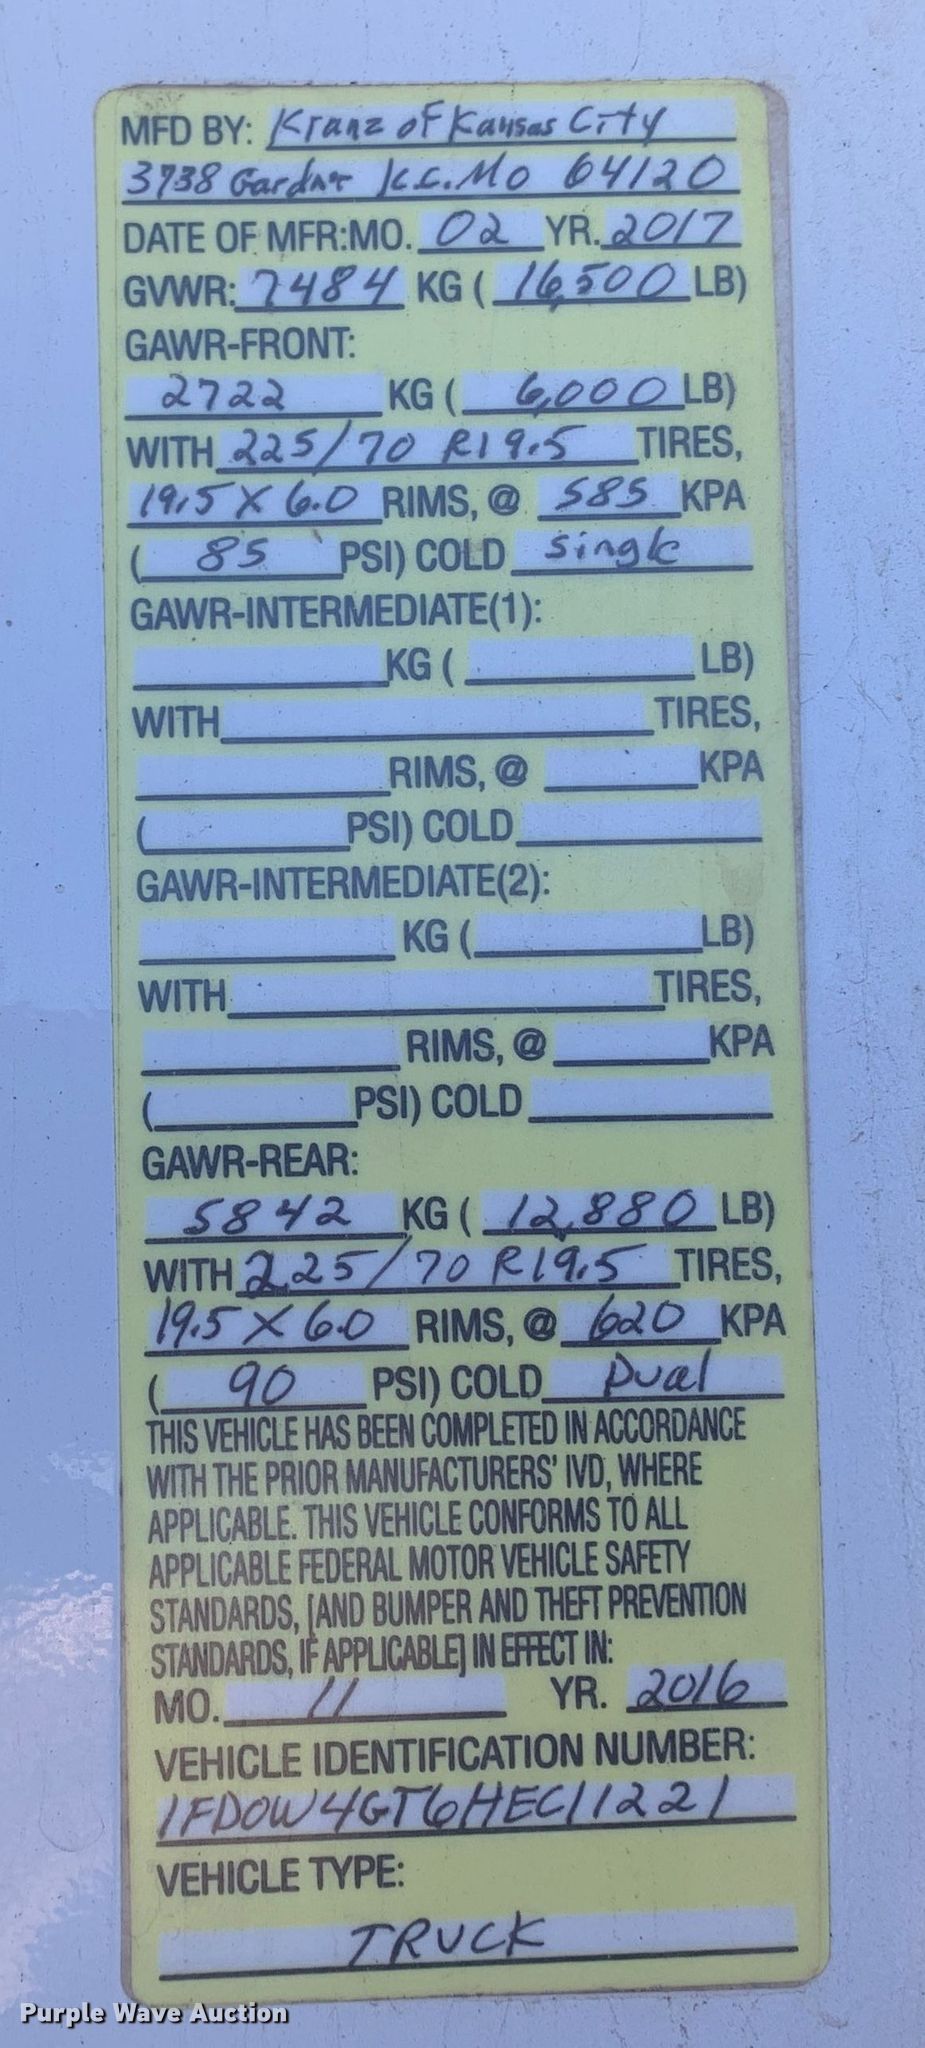 MFD BY: Kranz of Kansas City
3738 Gardner K.C. Mo 64120
DATE OF MFR:MO. 02 YR. 2017
GVWR: 7484 KG ( 16,500 LB)
GAWR-FRONT:
2722 KG ( 6,000 LB)
WITH 225/70 R19.5 TIRES,
19.5 X 6.0 RIMS, @ 585 KPA
( 85 PSI) COLD Single
GAWR-INTERMEDIATE(1):
KG ( LB)
WITH TIRES,
RIMS, @ KPA
( PSI) COLD
GAWR-INTERMEDIATE(2):
KG ( LB)
WITH TIRES,
RIMS, @ KPA
( PSI) COLD
GAWR-REAR:
5842 KG ( 12,880 LB)
WITH 225/70 R19.5 TIRES,
19.5 X 6.0 RIMS, @ 620 KPA
( 90 PSI) COLD Dual
THIS VEHICLE HAS BEEN COMPLETED IN ACCORDANCE
WITH THE PRIOR MANUFACTURERS' IVD, WHERE
APPLICABLE. THIS VEHICLE CONFORMS TO ALL
APPLICABLE FEDERAL MOTOR VEHICLE SAFETY
STANDARDS, [AND BUMPER AND THEFT PREVENTION
STANDARDS, IF APPLICABLE] IN EFFECT IN:
MO. 11 YR. 2016
VEHICLE IDENTIFICATION NUMBER:
1FDOW4GT6HEC11221
VEHICLE TYPE:
TRUCK
Purple Wave Auction